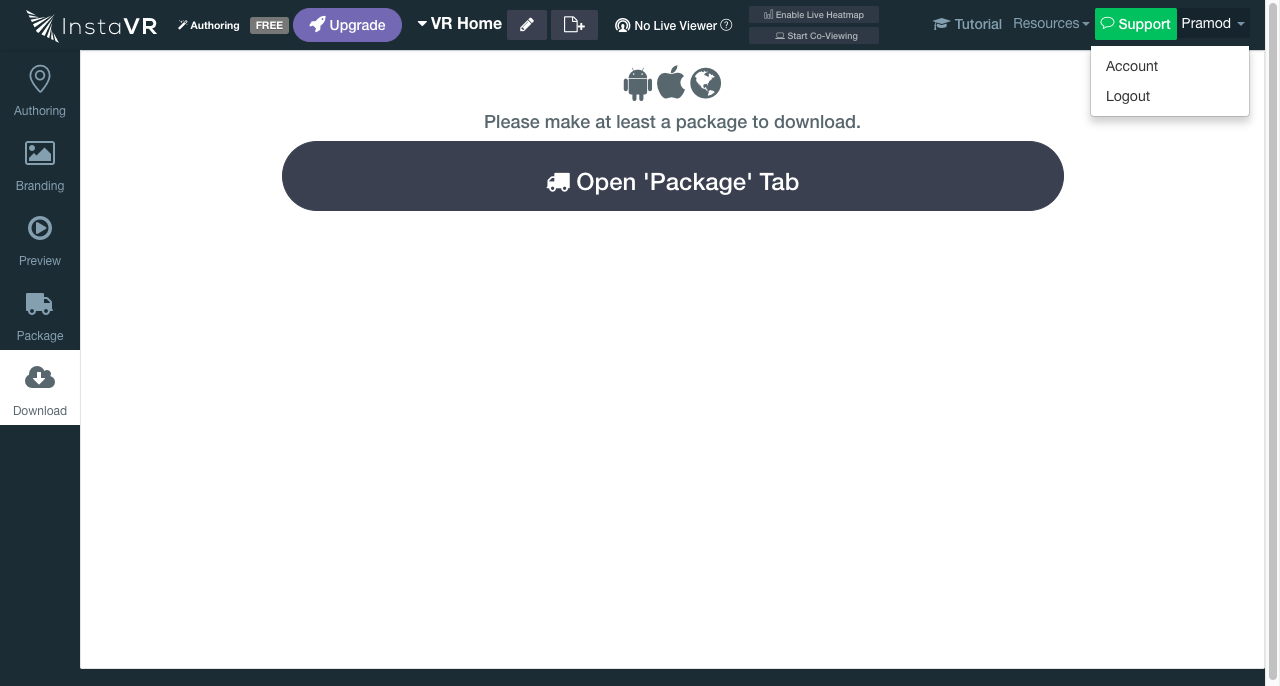 InstaVR
Authoring
FREE
Upgrade
VR Home
No Live Viewer
Enable Live Heatmap
Start Co-Viewing
Tutorial
Resources
Support
Pramod
Account
Logout
Authoring
Branding
Preview
Package
Download
Please make at least a package to download.
Open 'Package' Tab